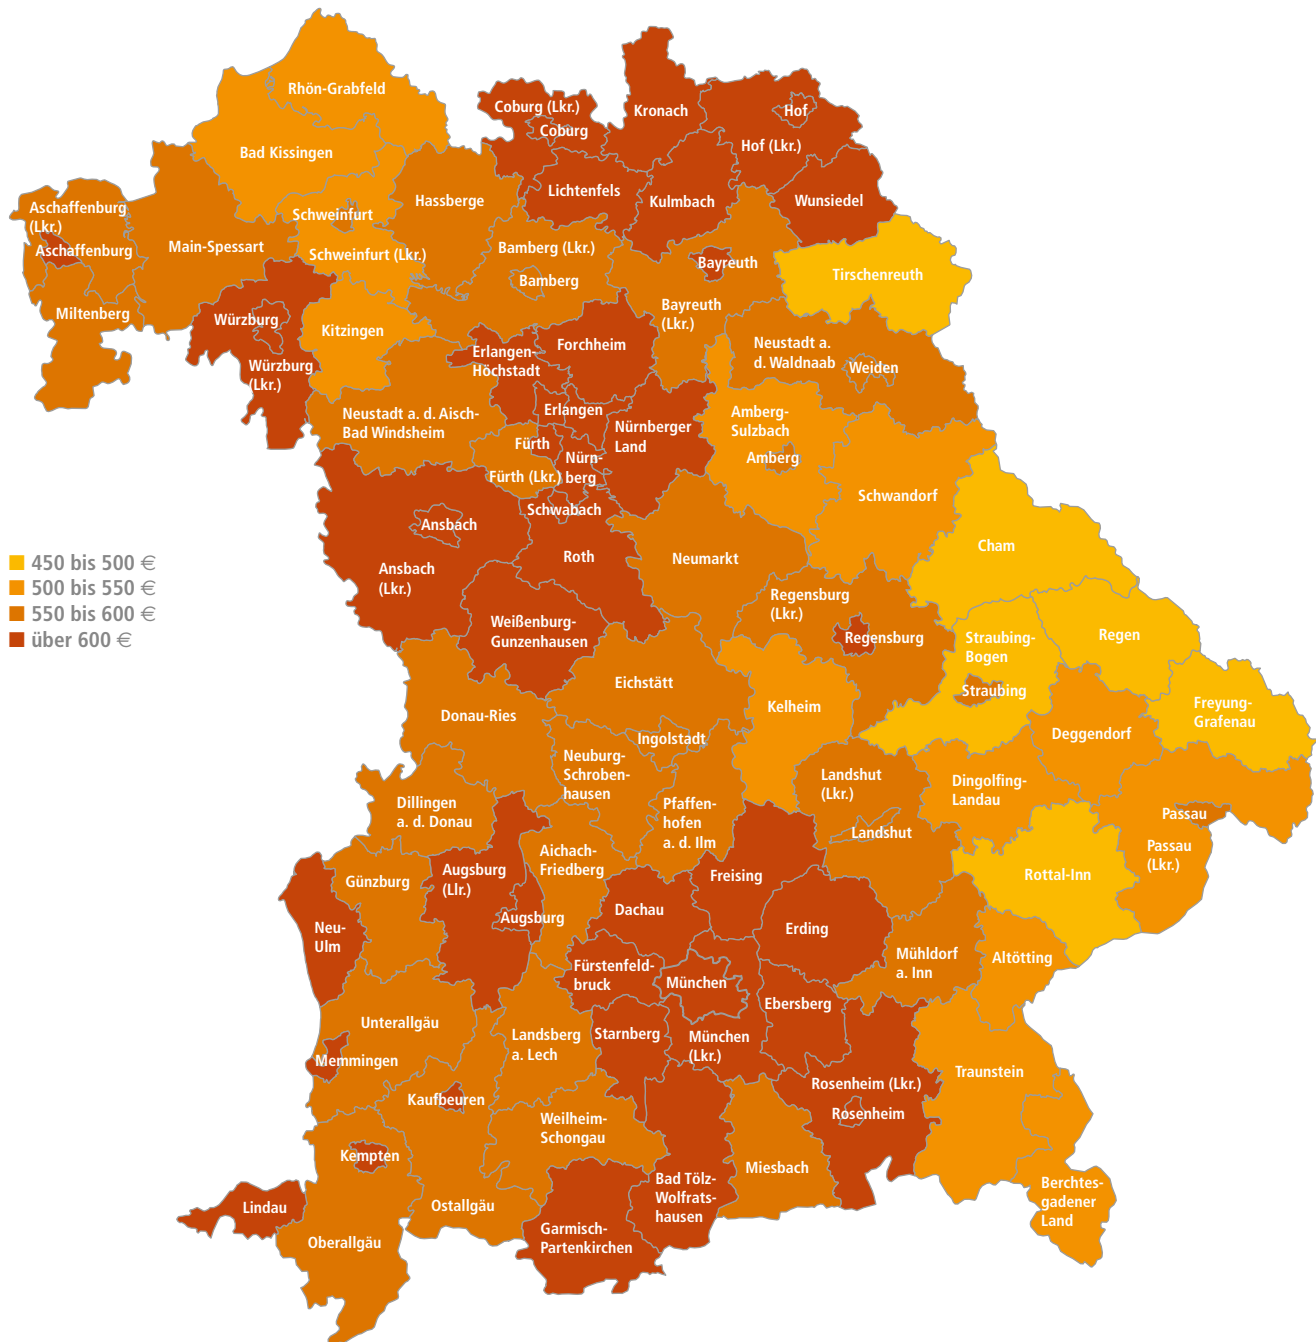 Rhön-Grabfeld
Bad Kissingen
Coburg (Lkr.)
Coburg
Kronach
Hof
Hof (Lkr.)
Lichtenfels
Kulmbach
Wunsiedel
Hassberge
Schweinfurt
Schweinfurt (Lkr.)
Aschaffenburg
(Lkr.)
Aschaffenburg
Main-Spessart
Miltenberg
Bamberg (Lkr.)
Bamberg
Bayreuth
Bayreuth
(Lkr.)
Tirschenreuth
Würzburg
Würzburg
(Lkr.)
Kitzingen
Erlangen-
Höchstadt
Forchheim
Neustadt a.
d. Waldnaab
Weiden
Neustadt a. d. Aisch-
Bad Windsheim
Erlangen
Nürnberger
Land
Fürth
Fürth (Lkr.)
Nürn-
berg
Schwabach
Amberg-
Sulzbach
Amberg
Schwandorf
Ansbach
Ansbach
(Lkr.)
Roth
Neumarkt
Cham
450 bis 500 €
500 bis 550 €
550 bis 600 €
über 600 €
Weißenburg-
Gunzenhausen
Regensburg
(Lkr.)
Regensburg
Straubing-
Bogen
Straubing
Regen
Freyung-
Grafenau
Eichstätt
Donau-Ries
Ingolstadt
Kelheim
Deggendorf
Neuburg-
Schroben-
hausen
Pfaffen-
hofen
a. d. Ilm
Landshut
(Lkr.)
Landshut
Dingolfing-
Landau
Passau
Passau
(Lkr.)
Rottal-Inn
Dillingen
a. d. Donau
Aichach-
Friedberg
Günzburg
Augsburg
(Llr.)
Augsburg
Neu-
Ulm
Freising
Dachau
Erding
Mühldorf
a. Inn
Altötting
Fürstenfeld-
bruck
München
Ebersberg
Unterallgäu
Landsberg
a. Lech
Starnberg
München
(Lkr.)
Memmingen
Kaufbeuren
Rosenheim (Lkr.)
Rosenheim
Traunstein
Weilheim-
Schongau
Kempten
Miesbach
Bad Tölz-
Wolfrats-
hausen
Berchtes-
gadener
Land
Lindau
Ostallgäu
Oberallgäu
Garmisch-
Partenkirchen